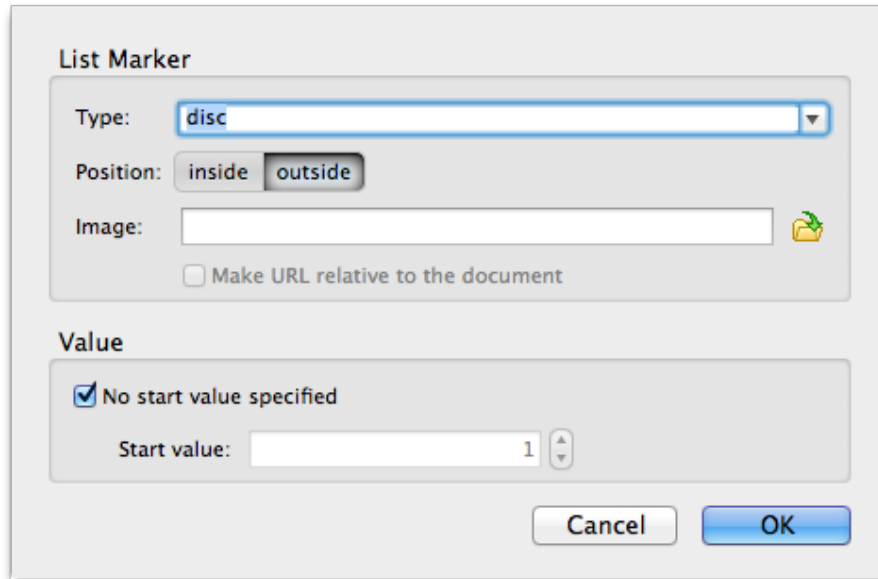 List Marker
Type: disc
Position: inside outside
Image:
Make URL relative to the document
Value
No start value specified
Start value: 1
Cancel OK